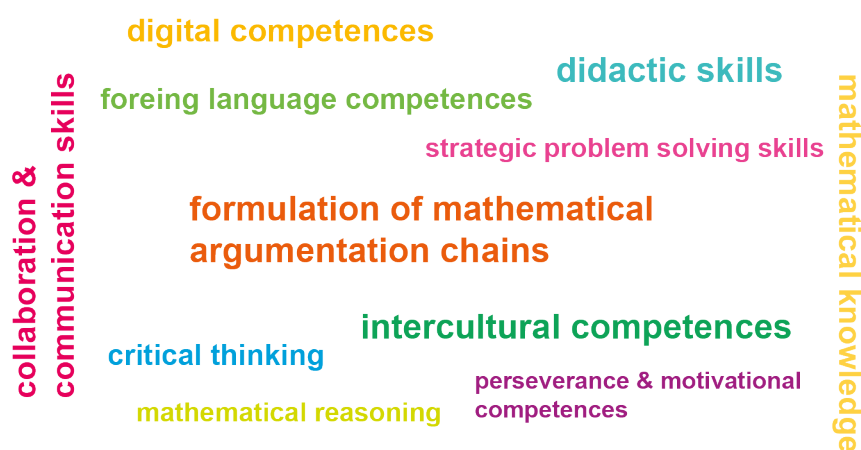 digital competences
didactic skills
foreing language competences
strategic problem solving skills
collaboration &
communication skills
mathematical knowledge
formulation of mathematical
argumentation chains
intercultural competences
critical thinking
perseverance & motivational
competences
mathematical reasoning